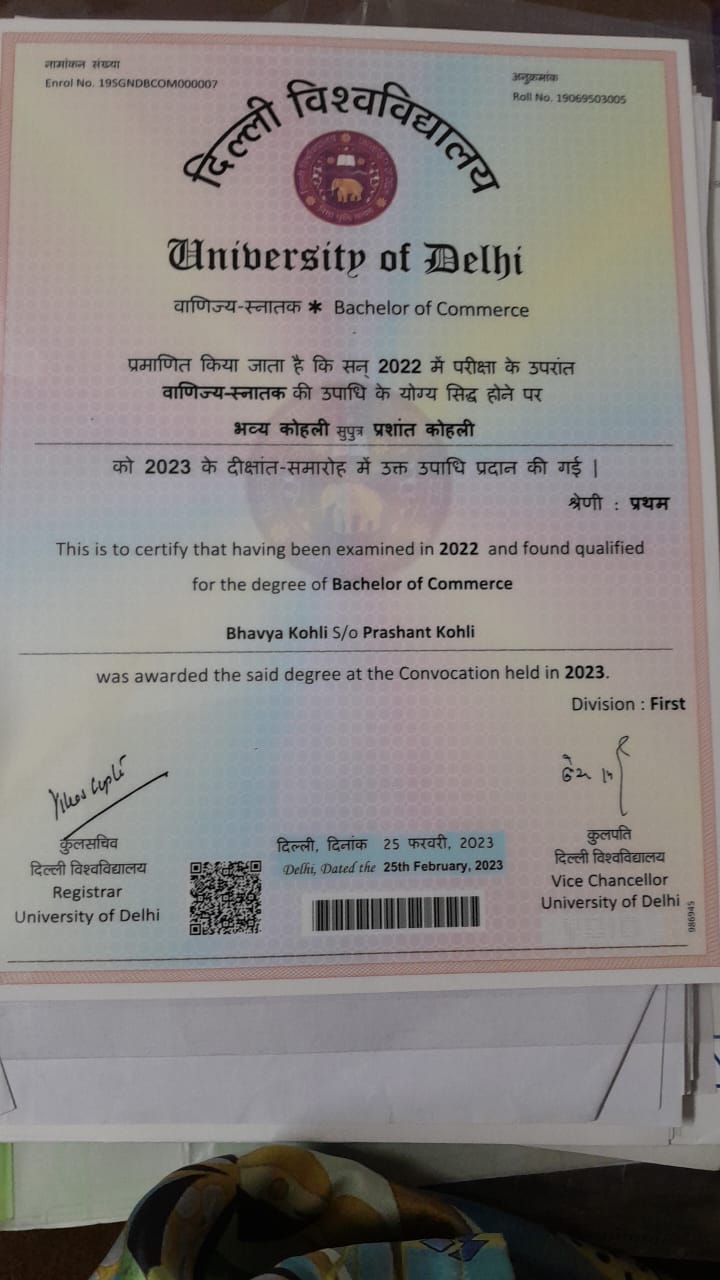 नामांकन संख्या
Enrol No. 19SGNDBCOM000007
अनुक्रमांक
Roll No. 19069503005
दिल्ली विश्वविद्यालय
University of Delhi
वाणिज्य-स्नातक * Bachelor of Commerce
प्रमाणित किया जाता है कि सन् 2022 में परीक्षा के उपरांत
वाणिज्य-स्नातक की उपाधि के योग्य सिद्ध होने पर
भव्य कोहली सुपुत्र प्रशांत कोहली
को 2023 के दीक्षांत-समारोह में उक्त उपाधि प्रदान की गई |
श्रेणी : प्रथम
This is to certify that having been examined in 2022 and found qualified
for the degree of Bachelor of Commerce
Bhavya Kohli S/o Prashant Kohli
was awarded the said degree at the Convocation held in 2023.
Division : First
कुलसचिव
दिल्ली विश्वविद्यालय
Registrar
University of Delhi
दिल्ली, दिनांक 25 फरवरी, 2023
Delhi, Dated the 25th February, 2023
कुलपति
दिल्ली विश्वविद्यालय
Vice Chancellor
University of Delhi
986945